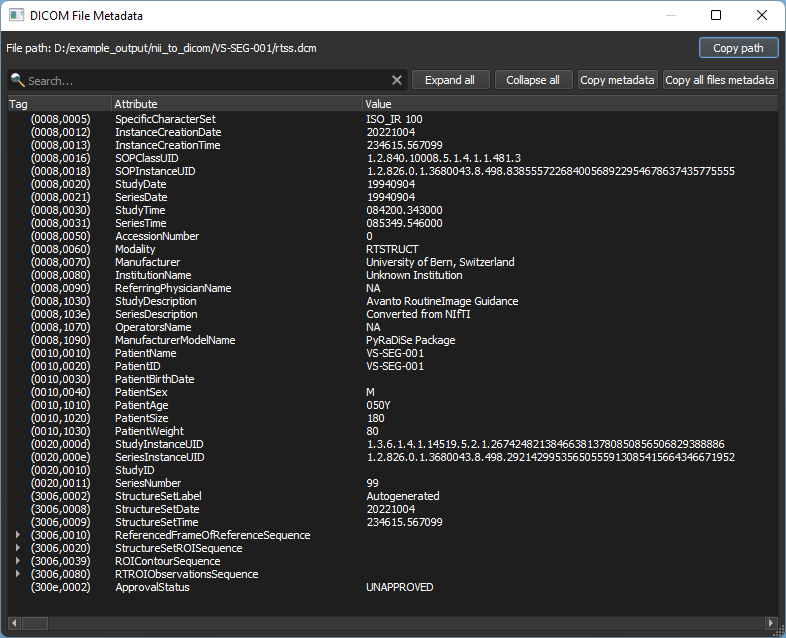 DICOM File Metadata
File path: D:/example_output/nii_to_dicom/VS-SEG-001/rtss.dcm Copy path
Search... Expand all Collapse all Copy metadata Copy all files metadata
Tag Attribute Value
(0008,0005) SpecificCharacterSet ISO_IR 100
(0008,0012) InstanceCreationDate 20221004
(0008,0013) InstanceCreationTime 234615.567099
(0008,0016) SOPClassUID 1.2.840.10008.5.1.4.1.1.481.3
(0008,0018) SOPInstanceUID 1.2.826.0.1.3680043.8.498.83855572268400568922954678637435775555
(0008,0020) StudyDate 19940904
(0008,0021) SeriesDate 19940904
(0008,0030) StudyTime 084200.343000
(0008,0031) SeriesTime 085349.546000
(0008,0050) AccessionNumber 0
(0008,0060) Modality RTSTRUCT
(0008,0070) Manufacturer University of Bern, Switzerland
(0008,0080) InstitutionName Unknown Institution
(0008,0090) ReferringPhysicianName NA
(0008,1030) StudyDescription Avanto RoutineImage Guidance
(0008,103e) SeriesDescription Converted from NIfTI
(0008,1070) OperatorsName NA
(0008,1090) ManufacturerModelName PyRaDiSe Package
(0010,0010) PatientName VS-SEG-001
(0010,0020) PatientID VS-SEG-001
(0010,0030) PatientBirthDate
(0010,0040) PatientSex M
(0010,1010) PatientAge 050Y
(0010,1020) PatientSize 180
(0010,1030) PatientWeight 80
(0020,000d) StudyInstanceUID 1.3.6.1.4.1.14519.5.2.1.267424821384663813780850856506829388886
(0020,000e) SeriesInstanceUID 1.2.826.0.1.3680043.8.498.29214299535650555913085415664346671952
(0020,0010) StudyID
(0020,0011) SeriesNumber 99
(3006,0002) StructureSetLabel Autogenerated
(3006,0008) StructureSetDate 20221004
(3006,0009) StructureSetTime 234615.567099
(3006,0010) ReferencedFrameOfReferenceSequence
(3006,0020) StructureSetROISequence
(3006,0039) ROIContourSequence
(3006,0080) RTROIObservationsSequence
(300e,0002) ApprovalStatus UNAPPROVED